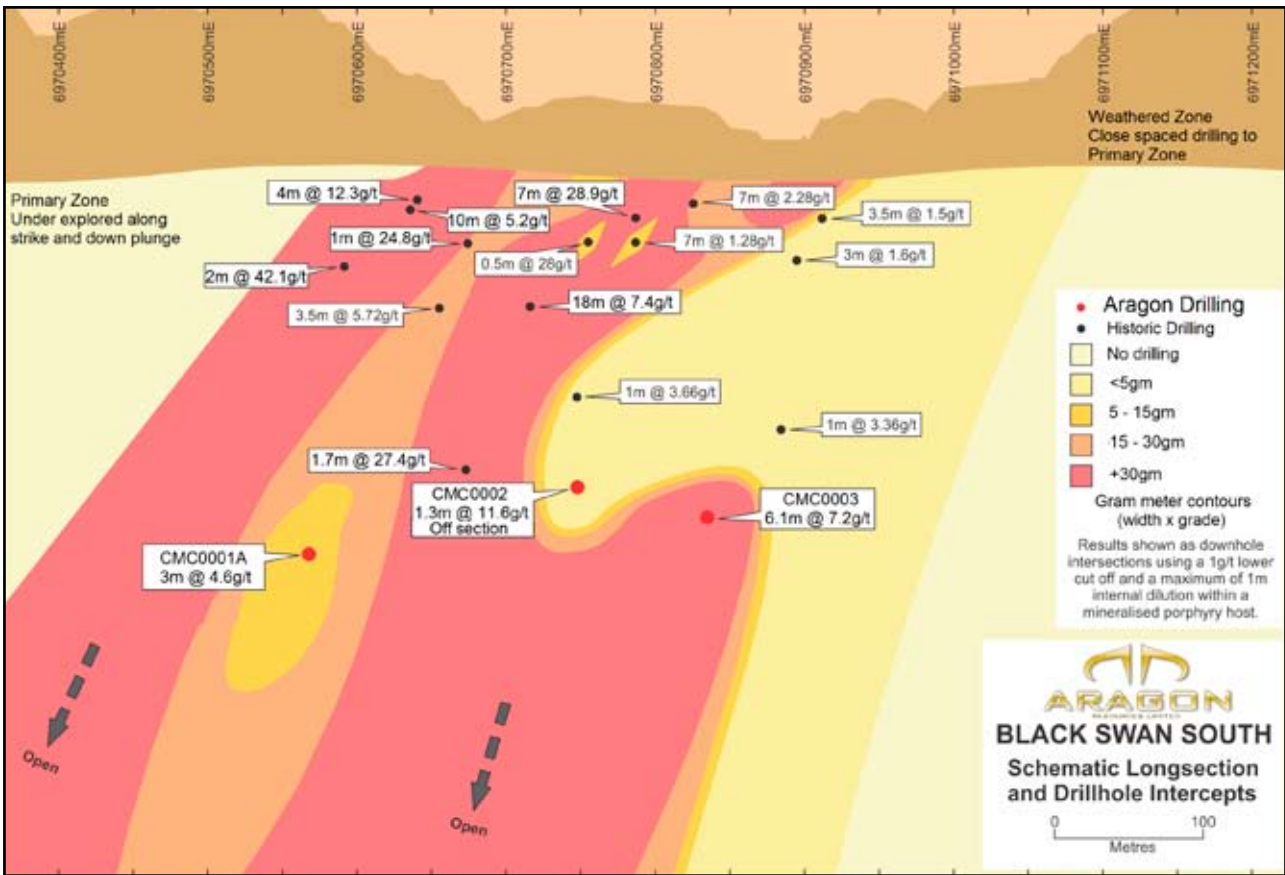 6970400mE
6970500mE
6970600mE
6970700mE
6970800mE
6970900mE
6971000mE
6971100mE
6971200mE
Weathered Zone
Close spaced drilling to
Primary Zone
Primary Zone
Under explored along
strike and down plunge
4m @ 12.3g/t
10m @ 5.2g/t
7m @ 28.9g/t
7m @ 2.28g/t
3.5m @ 1.5g/t
1m @ 24.8g/t
0.5m @ 28g/t
7m @ 1.28g/t
3m @ 1.6g/t
2m @ 42.1g/t
3.5m @ 5.72g/t
18m @ 7.4g/t
1m @ 3.66g/t
1m @ 3.36g/t
1.7m @ 27.4g/t
CMC0002
1.3m @ 11.6g/t
Off section
CMC0003
6.1m @ 7.2g/t
CMC0001A
3m @ 4.6g/t
Open
Open
Aragon Drilling
Historic Drilling
No drilling
<5gm
5 - 15gm
15 - 30gm
+30gm
Gram meter contours
(width x grade)
Results shown as downhole
intersections using a 1g/t lower
cut off and a maximum of 1m
internal dilution within a
mineralised porphyry host.
ARAGON
RESOURCES LIMITED
BLACK SWAN SOUTH
Schematic Longsection
and Drillhole Intercepts
0 100
Metres